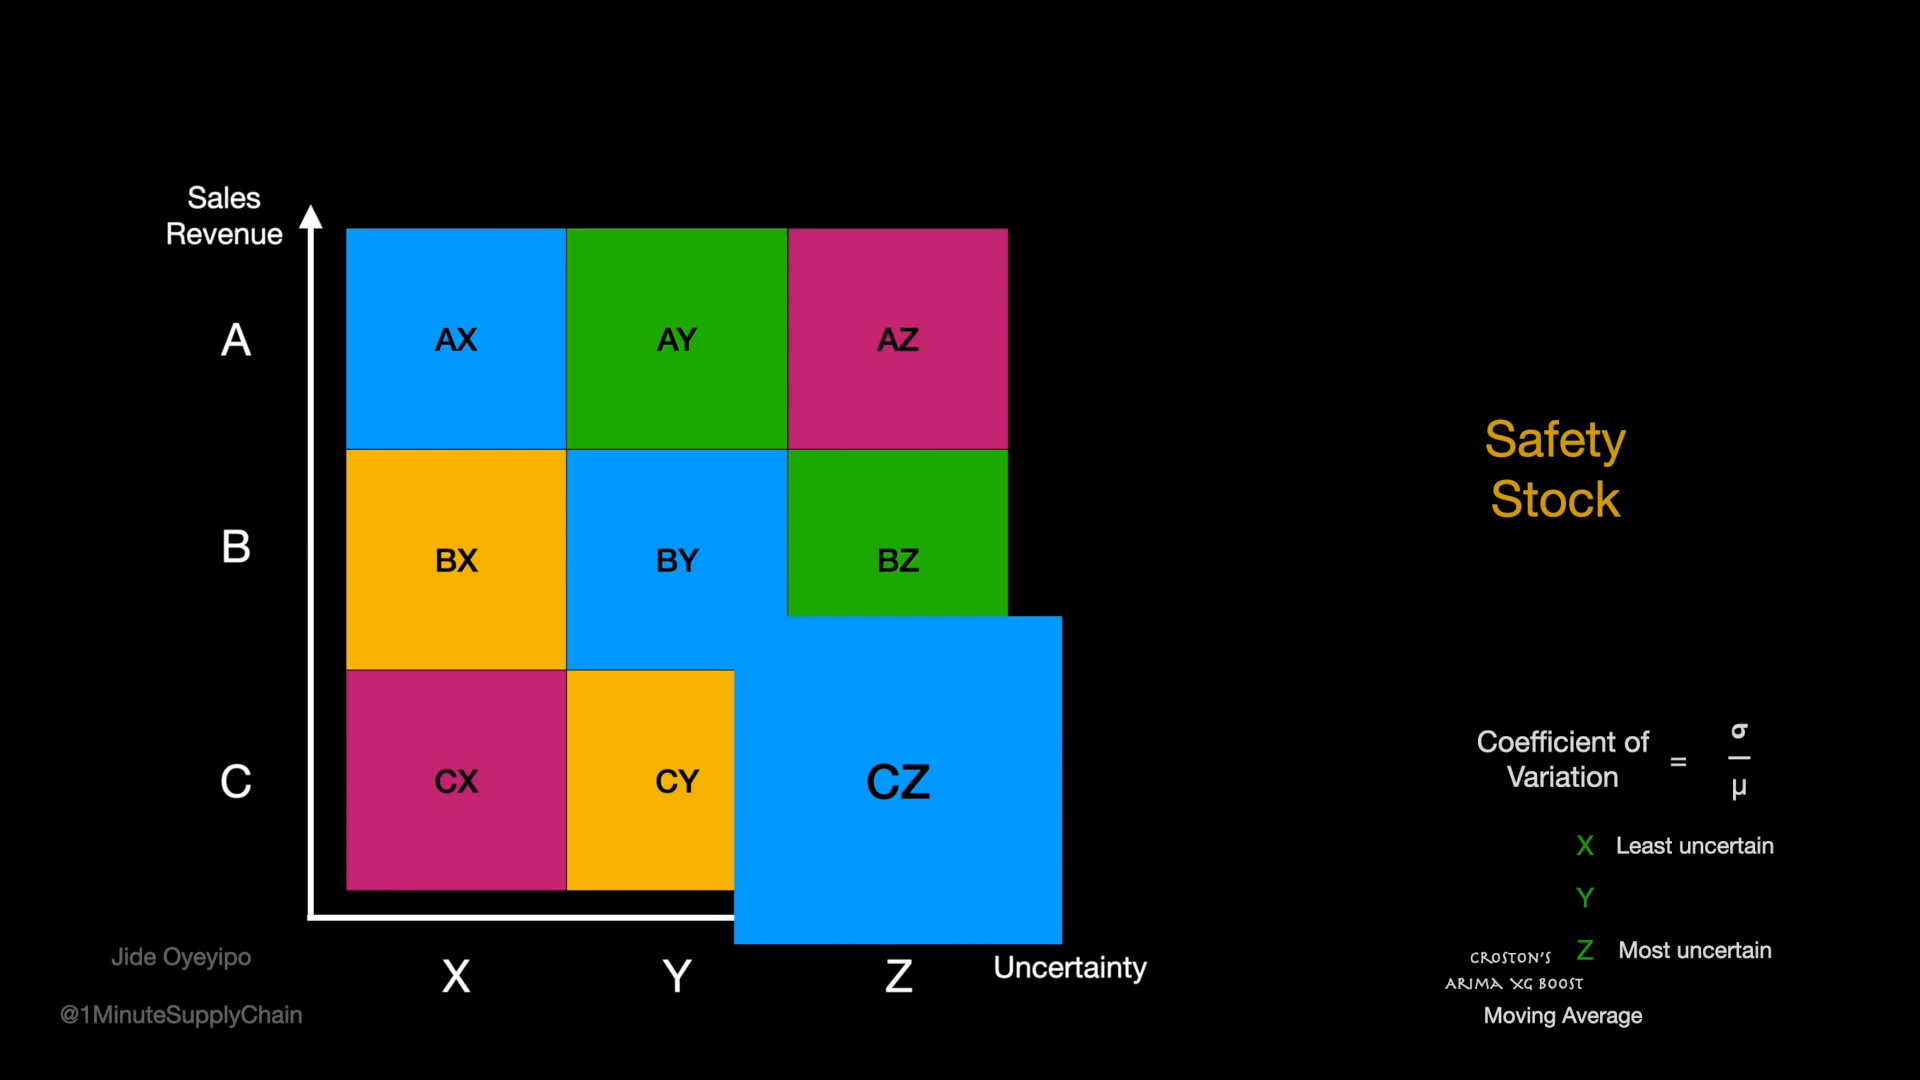 Sales
Revenue
A
AX
AY
AZ
B
BX
BY
BZ
C
CX
CY
CZ
X
Y
Z
Uncertainty
Safety
Stock
Coefficient of
Variation
=
σ
μ
X Least uncertain
Y
Z Most uncertain
CROSTON'S
ARIMA XG BOOST
Moving Average
Jide Oyeyipo
@1MinuteSupplyChain